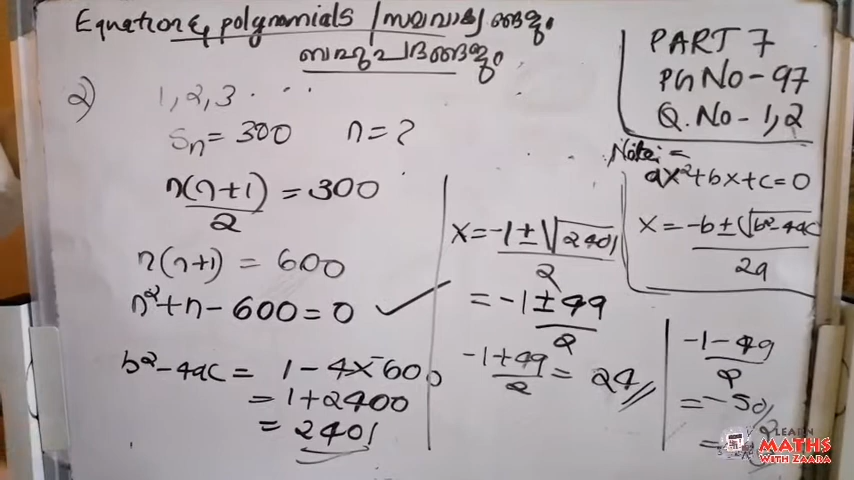 Equations & polynomials / സമവാക്യങ്ങളും
ബഹുപദങ്ങളും
PART 7
Pg No - 97
Q. No - 1, 2
2)
1, 2, 3 . . .
Sn = 300 n = ?
n(n+1)/2 = 300
n(n+1) = 600
n²+n - 600 = 0 ✓
b²-4ac = 1 - 4×-600
= 1 + 2400
= 2401
Note: =
ax²+bx+c=0
x = -b±√b²-4ac / 2a
x = -1 ± √2401 / 2
= -1 ± 49 / 2
-1+49/2 = 24 //
-1-49/2
= -50/2
=
LEARN
MATHS
WITH ZAARA